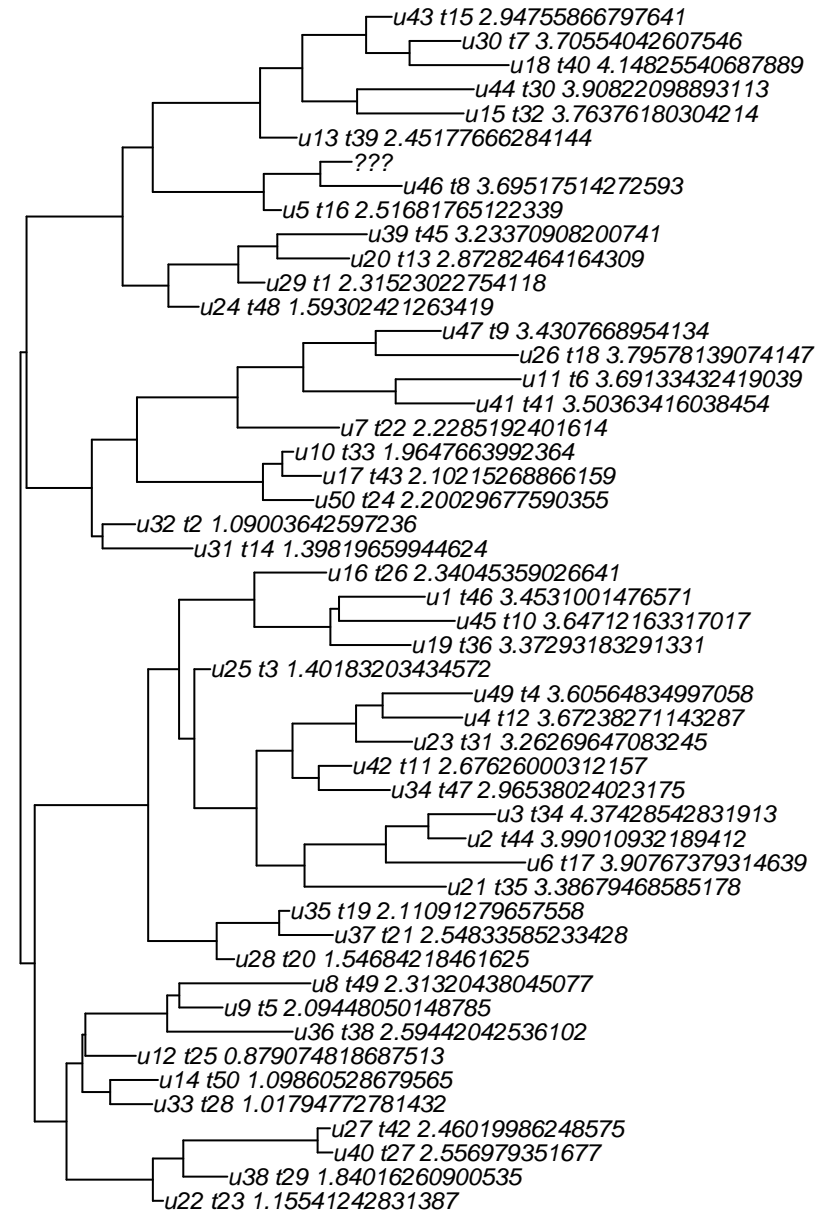 u43 t15 2.94755866797641
u30 t7 3.70554042607546
u18 t40 4.14825540687889
u44 t30 3.90822098893113
u15 t32 3.76376180304214
u13 t39 2.45177666284144
???
u46 t8 3.69517514272593
u5 t16 2.51681765122339
u39 t45 3.23370908200741
u20 t13 2.87282464164309
u29 t1 2.31523022754118
u24 t48 1.59302421263419
u47 t9 3.4307668954134
u26 t18 3.79578139074147
u11 t6 3.69133432419039
u41 t41 3.50363416038454
u7 t22 2.2285192401614
u10 t33 1.9647663992364
u17 t43 2.10215268866159
u50 t24 2.20029677590355
u32 t2 1.09003642597236
u31 t14 1.39819659944624
u16 t26 2.34045359026641
u1 t46 3.4531001476571
u45 t10 3.64712163317017
u19 t36 3.37293183291331
u25 t3 1.40183203434572
u49 t4 3.60564834997058
u4 t12 3.67238271143287
u23 t31 3.26269647083245
u42 t11 2.67626000312157
u34 t47 2.96538024023175
u3 t34 4.37428542831913
u2 t44 3.99010932189412
u6 t17 3.90767379314639
u21 t35 3.38679468585178
u35 t19 2.11091279657558
u37 t21 2.54833585233428
u28 t20 1.54684218461625
u8 t49 2.31320438045077
u9 t5 2.09448050148785
u36 t38 2.59442042536102
u12 t25 0.879074818687513
u14 t50 1.09860528679565
u33 t28 1.01794772781432
u27 t42 2.46019986248575
u40 t27 2.556979351677
u38 t29 1.84016260900535
u22 t23 1.15541242831387